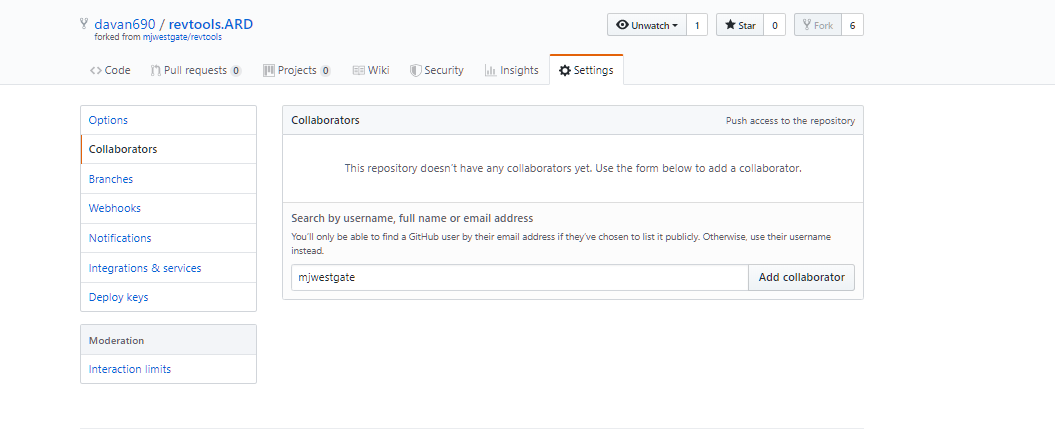 davan690 / revtools.ARD
forked from mjwestgate/revtools
Unwatch 1 Star 0 Fork 6
Code Pull requests 0 Projects 0 Wiki Security Insights Settings
Options
Collaborators
Branches
Webhooks
Notifications
Integrations & services
Deploy keys
Moderation
Interaction limits
Collaborators Push access to the repository
This repository doesn't have any collaborators yet. Use the form below to add a collaborator.
Search by username, full name or email address
You'll only be able to find a GitHub user by their email address if they've chosen to list it publicly. Otherwise, use their username
instead.
mjwestgate Add collaborator